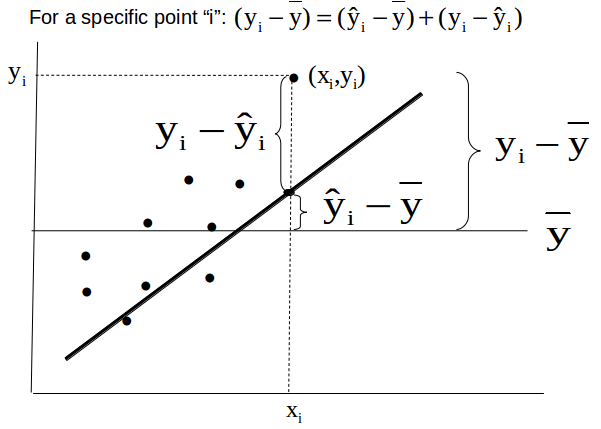 For a specific point “i”: (yᵢ − y̅) = (ŷᵢ − y̅) + (yᵢ − ŷᵢ)
yᵢ
(xᵢ,yᵢ)
yᵢ − ŷᵢ
yᵢ − y̅
ŷᵢ − y̅
y̅
xᵢ